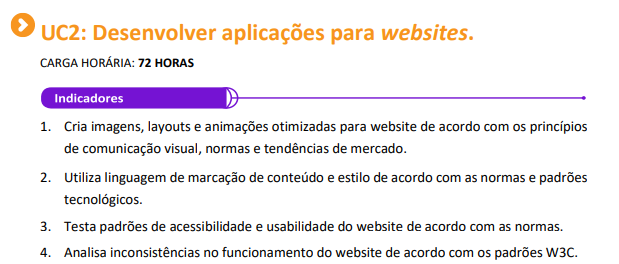 UC2: Desenvolver aplicações para websites.
CARGA HORÁRIA: 72 HORAS
Indicadores
1. Cria imagens, layouts e animações otimizadas para website de acordo com os princípios
de comunicação visual, normas e tendências de mercado.
2. Utiliza linguagem de marcação de conteúdo e estilo de acordo com as normas e padrões
tecnológicos.
3. Testa padrões de acessibilidade e usabilidade do website de acordo com as normas.
4. Analisa inconsistências no funcionamento do website de acordo com os padrões W3C.